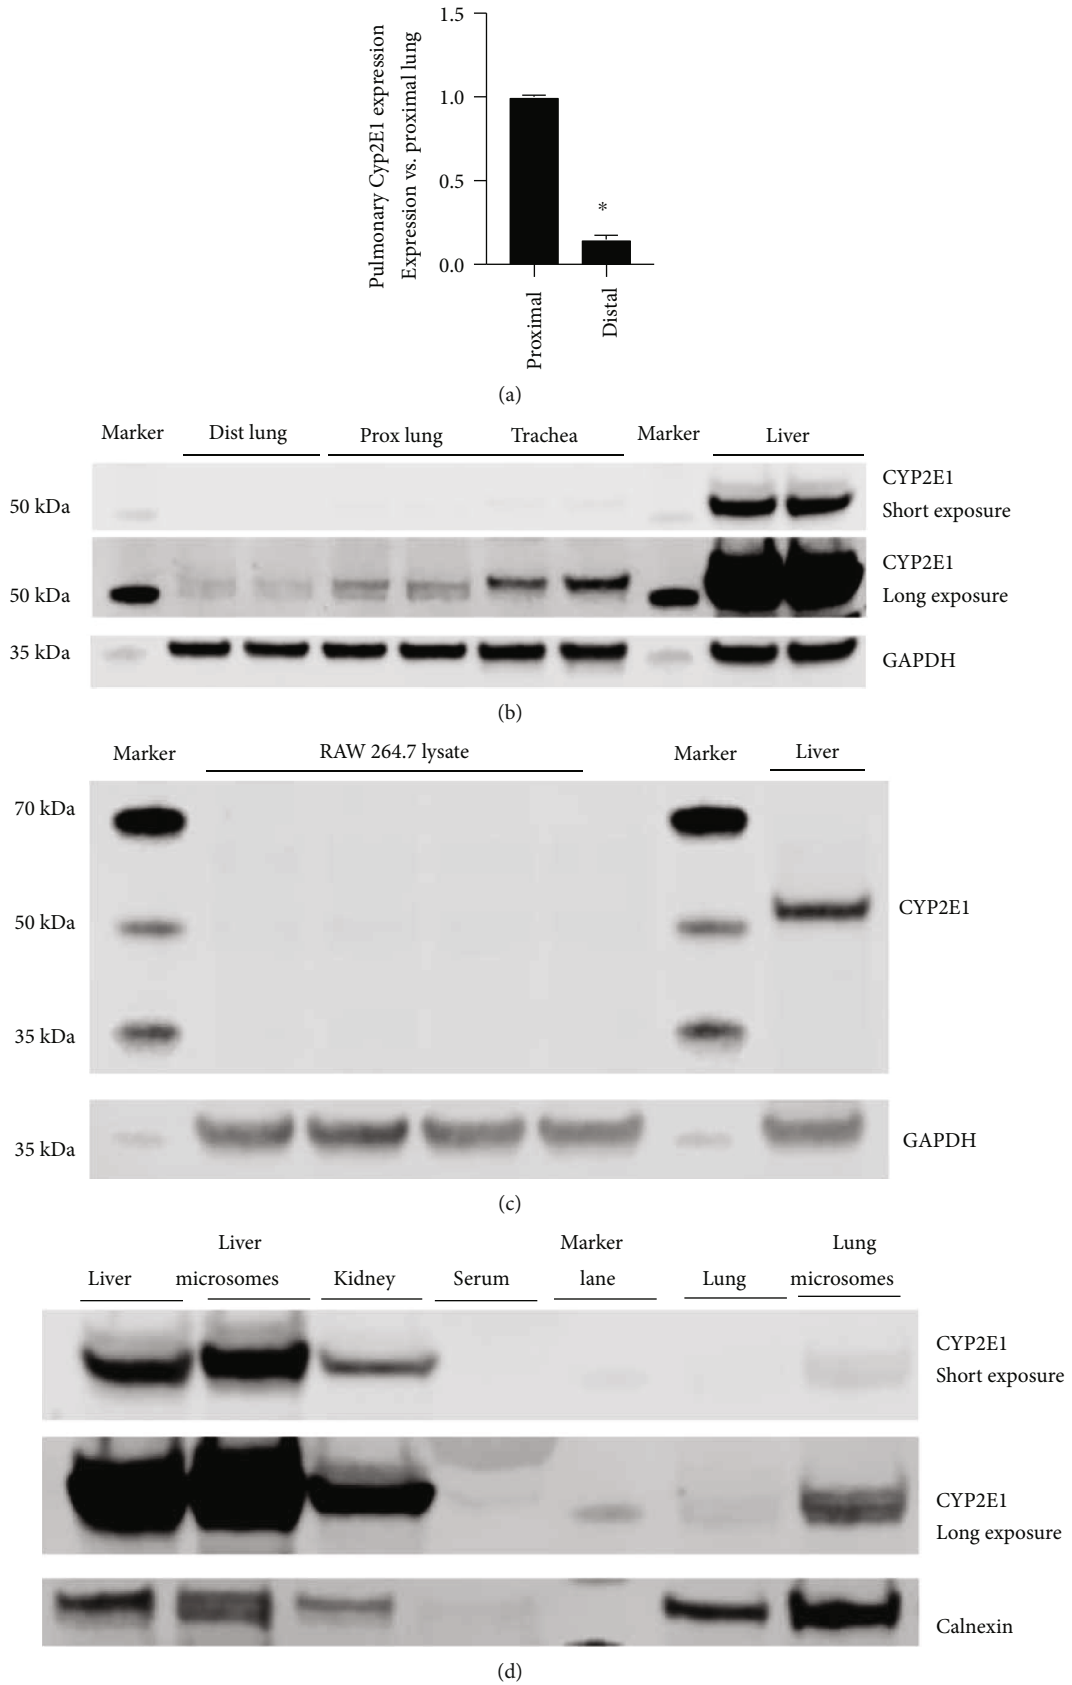 Pulmonary Cyp2E1 expression
Expression vs. proximal lung
1.5
1.0
0.5
0.0
*
Proximal
Distal
(a)
Marker
Dist lung
Prox lung
Trachea
Marker
Liver
50 kDa
CYP2E1
Short exposure
50 kDa
CYP2E1
Long exposure
35 kDa
GAPDH
(b)
Marker
RAW 264.7 lysate
Marker
Liver
70 kDa
50 kDa
CYP2E1
35 kDa
35 kDa
GAPDH
(c)
Liver
Liver
microsomes
Kidney
Serum
Marker
lane
Lung
Lung
microsomes
CYP2E1
Short exposure
CYP2E1
Long exposure
Calnexin
(d)